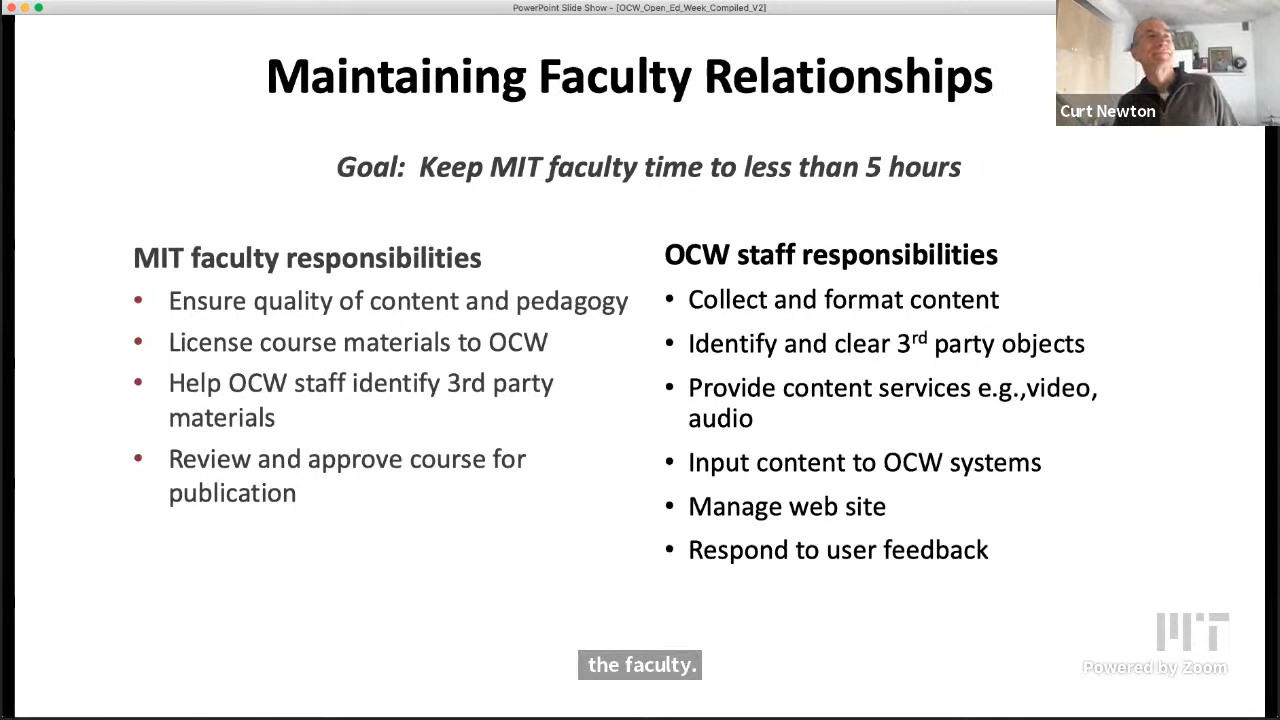 PowerPoint Slide Show - [OCW_Open_Ed_Week_Compiled_V2]
Maintaining Faculty Relationships
Curt Newton
Goal: Keep MIT faculty time to less than 5 hours
MIT faculty responsibilities
• Ensure quality of content and pedagogy
• License course materials to OCW
• Help OCW staff identify 3rd party
materials
• Review and approve course for
publication
OCW staff responsibilities
• Collect and format content
• Identify and clear 3rd party objects
• Provide content services e.g.,video,
audio
• Input content to OCW systems
• Manage web site
• Respond to user feedback
MIT
Powered by Zoom
the faculty.